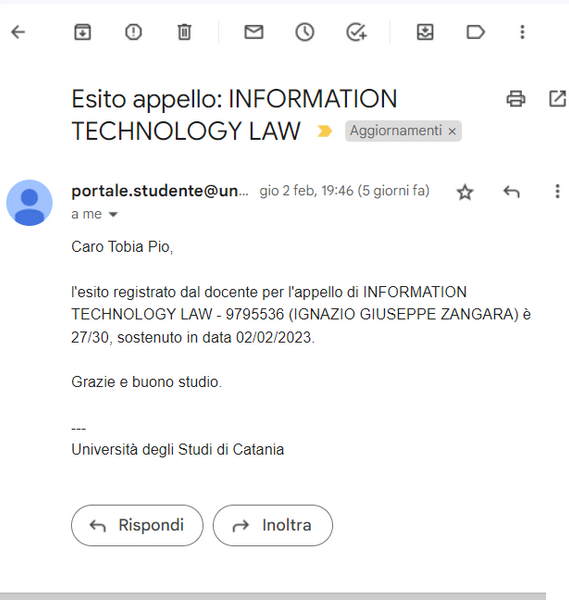 Esito appello: INFORMATION
TECHNOLOGY LAW
Aggiornamenti ×
portale.studente@un... gio 2 feb, 19:46 (5 giorni fa)
a me
Caro Tobia Pio,
l'esito registrato dal docente per l'appello di INFORMATION
TECHNOLOGY LAW - 9795536 (IGNAZIO GIUSEPPE ZANGARA) è
27/30, sostenuto in data 02/02/2023.
Grazie e buono studio.
---
Università degli Studi di Catania
Rispondi
Inoltra